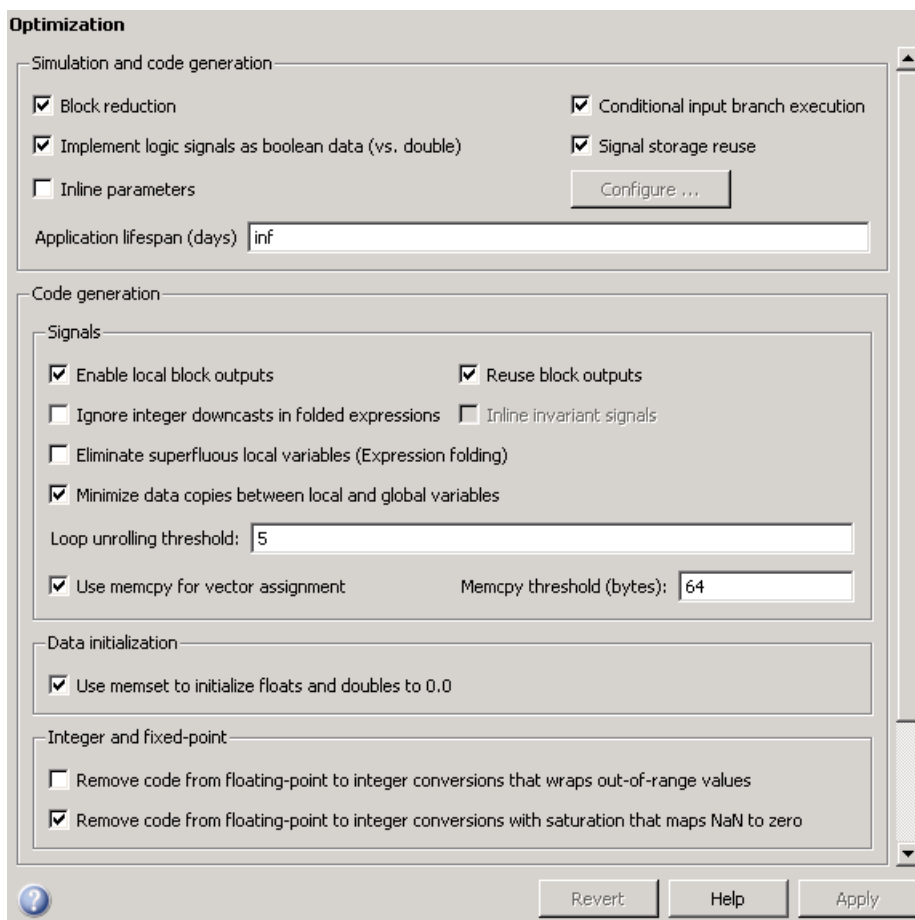 Optimization
Simulation and code generation
Block reduction
Conditional input branch execution
Implement logic signals as boolean data (vs. double)
Signal storage reuse
Inline parameters
Configure ...
Application lifespan (days) inf
Code generation
Signals
Enable local block outputs
Reuse block outputs
Ignore integer downcasts in folded expressions
Inline invariant signals
Eliminate superfluous local variables (Expression folding)
Minimize data copies between local and global variables
Loop unrolling threshold: 5
Use memcpy for vector assignment
Memcpy threshold (bytes): 64
Data initialization
Use memset to initialize floats and doubles to 0.0
Integer and fixed-point
Remove code from floating-point to integer conversions that wraps out-of-range values
Remove code from floating-point to integer conversions with saturation that maps NaN to zero
?
Revert
Help
Apply